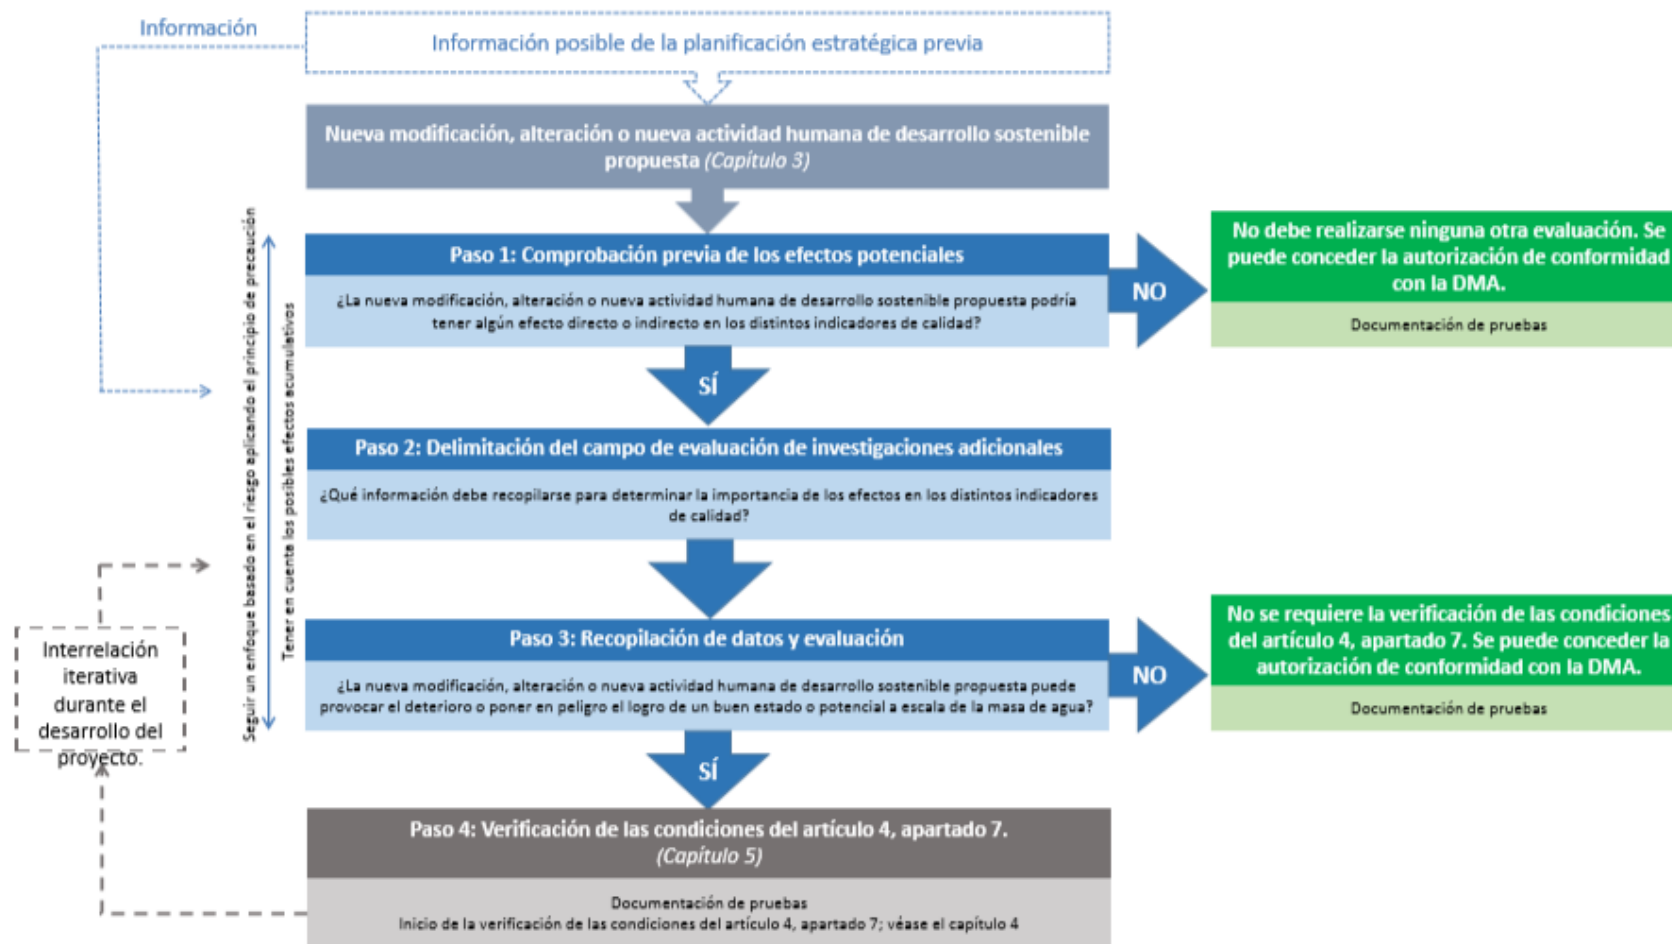 Información
Información posible de la planificación estratégica previa
Nueva modificación, alteración o nueva actividad humana de desarrollo sostenible
propuesta (Capítulo 3)
Seguir un enfoque basado en el riesgo aplicando el principio de precaución
Tener en cuenta los posibles efectos acumulativos
Paso 1: Comprobación previa de los efectos potenciales
¿La nueva modificación, alteración o nueva actividad humana de desarrollo sostenible propuesta podría
tener algún efecto directo o indirecto en los distintos indicadores de calidad?
NO
No debe realizarse ninguna otra evaluación. Se
puede conceder la autorización de conformidad
con la DMA.
Documentación de pruebas
SÍ
Paso 2: Delimitación del campo de evaluación de investigaciones adicionales
¿Qué información debe recopilarse para determinar la importancia de los efectos en los distintos indicadores
de calidad?
Paso 3: Recopilación de datos y evaluación
¿La nueva modificación, alteración o nueva actividad humana de desarrollo sostenible propuesta puede
provocar el deterioro o poner en peligro el logro de un buen estado o potencial a escala de la masa de agua?
NO
No se requiere la verificación de las condiciones
del artículo 4, apartado 7. Se puede conceder la
autorización de conformidad con la DMA.
Documentación de pruebas
SÍ
Interrelación
iterativa
durante el
desarrollo del
proyecto.
Paso 4: Verificación de las condiciones del artículo 4, apartado 7.
(Capítulo 5)
Documentación de pruebas
Inicio de la verificación de las condiciones del artículo 4, apartado 7; véase el capítulo 4